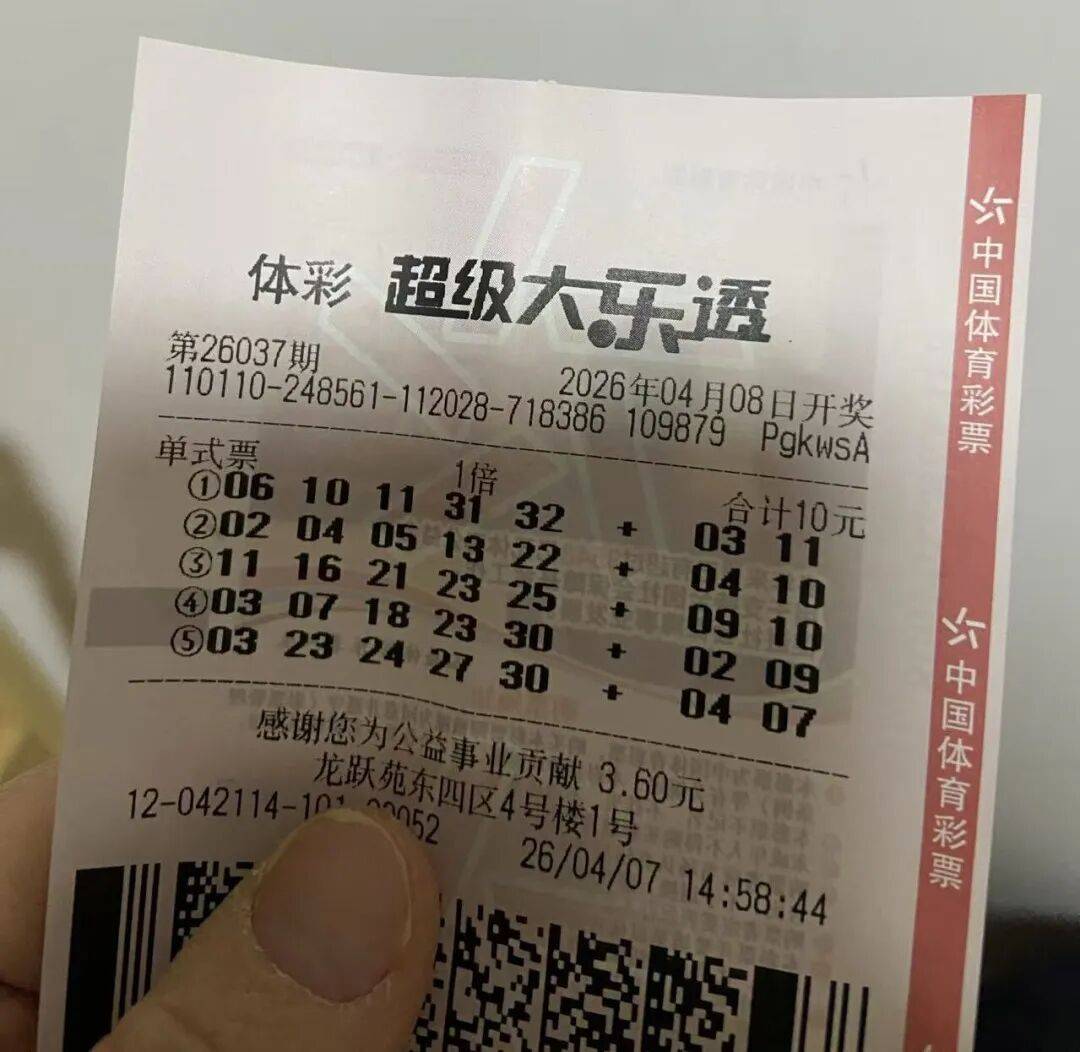 体彩 超级大乐透
第26037期 2026年04月08日开奖
110110-248561-112028-718386 109879 PgkwsA
单式票 1倍 合计10元
①06 10 11 31 32 + 03 11
②02 04 05 13 22 + 04 10
③11 16 21 23 25 + 09 10
④03 07 18 23 30 + 02 09
⑤03 23 24 27 30 + 04 07
感谢您为公益事业贡献 3.60元
龙跃苑东四区4号楼1号
12-042114-101 26/04/07 14:58:44
中国体育彩票
中国体育彩票